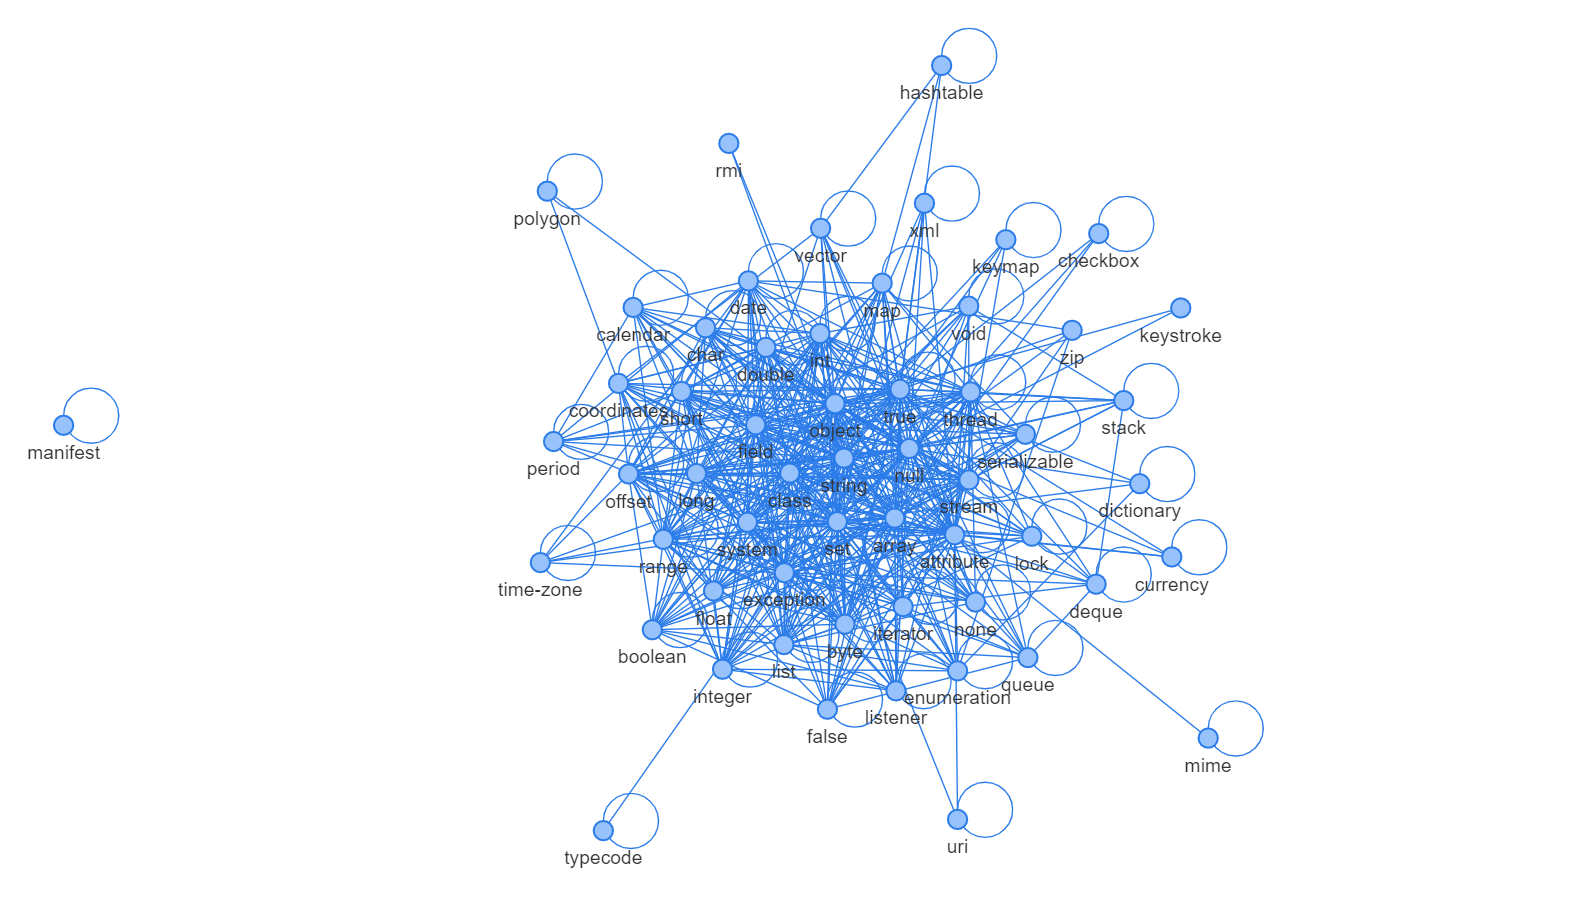 hashtable
rmi
polygon
xml
vector
keymap
checkbox
date
map
calendar
char
int
void
keystroke
double
zip
coordinates
short
object
true
thread
stack
field
period
string
null
serializable
offset
long
class
stream
dictionary
manifest
system
set
array
attribute
lock
range
time-zone
currency
float
exception
deque
boolean
list
byte
iterator
none
integer
enumeration
queue
false
listener
mime
typecode
uri